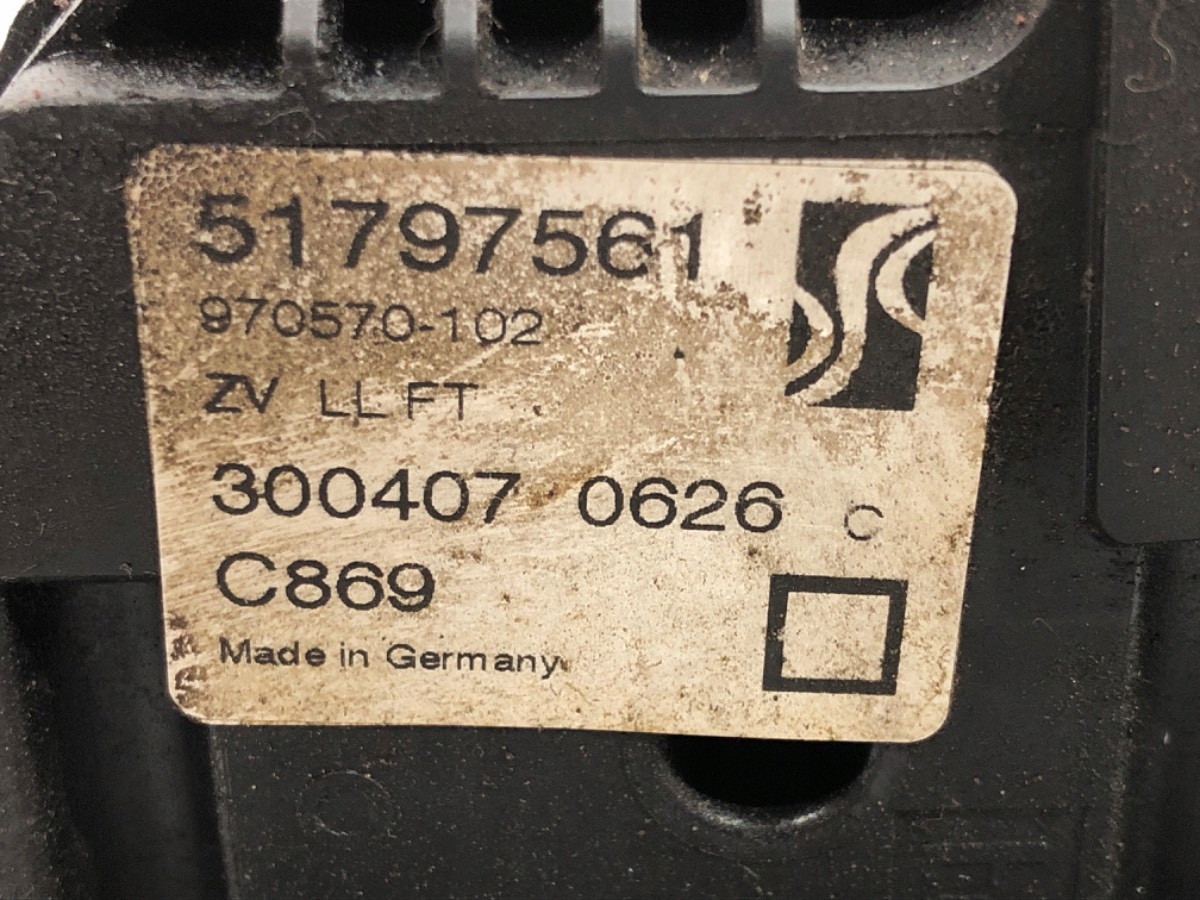 51797561
970570-102
ZV LL FT
300407 0626 C
C869
Made in Germany